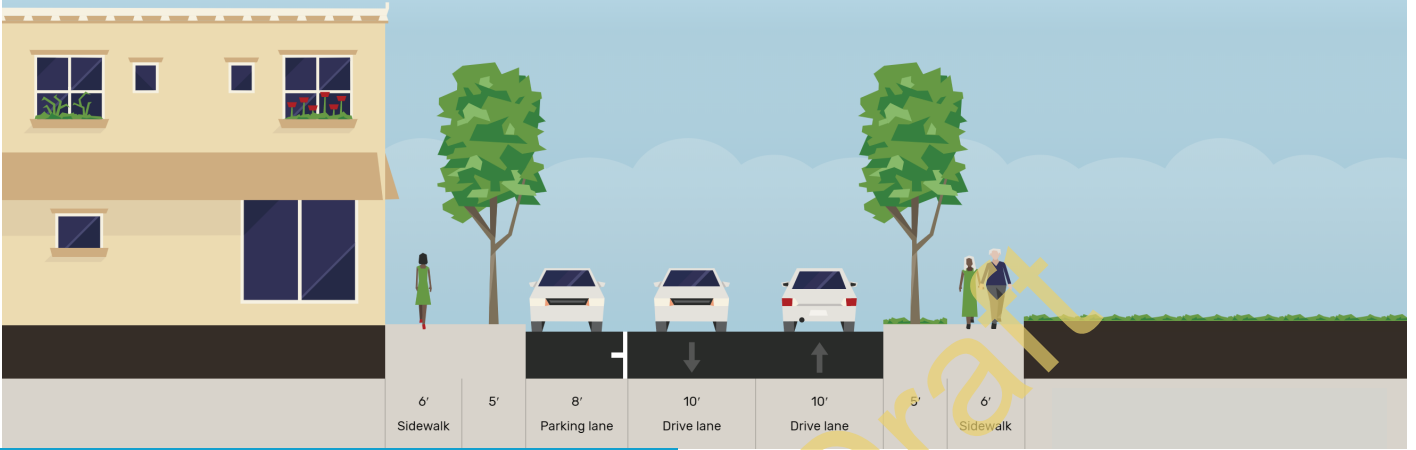 6′ 5′ 8′ 10′ 10′ 5′ 6′
Sidewalk Parking lane Drive lane Drive lane Sidewalk
Draft